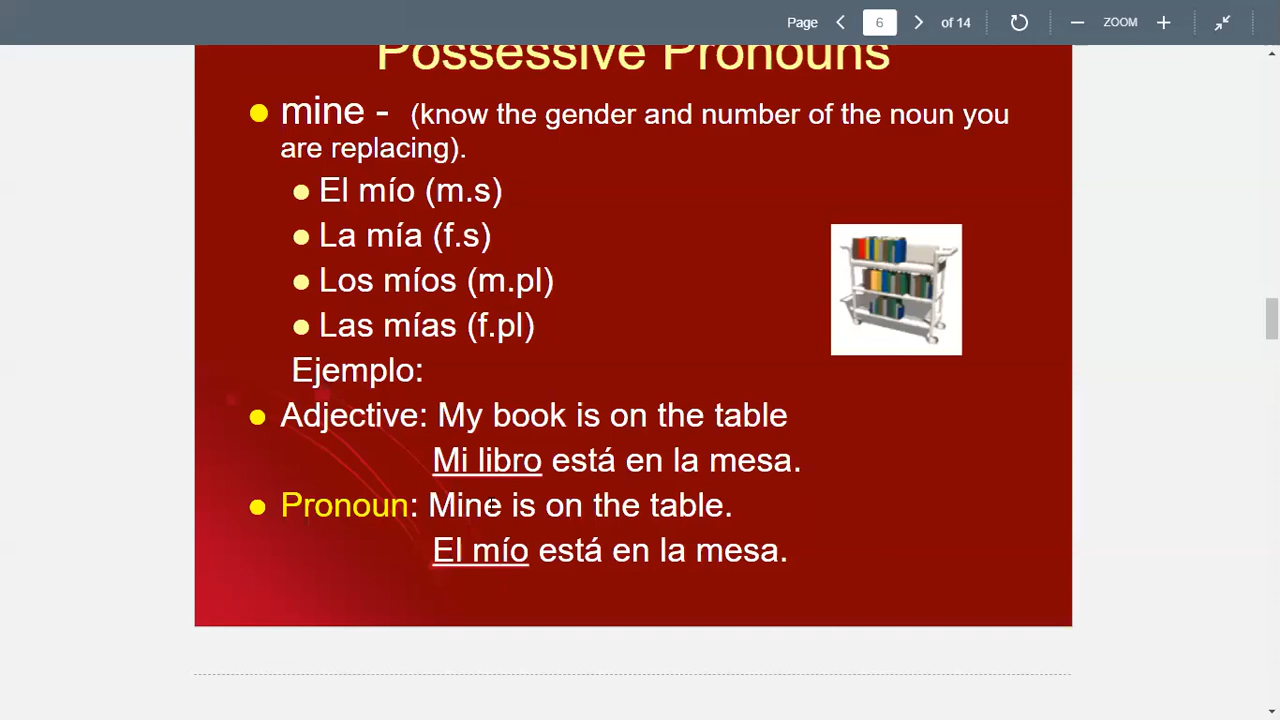 Page 6 of 14 ZOOM
Possessive Pronouns
mine - (know the gender and number of the noun you
are replacing).
El mío (m.s)
La mía (f.s)
Los míos (m.pl)
Las mías (f.pl)
Ejemplo:
Adjective: My book is on the table
Mi libro está en la mesa.
Pronoun: Mine is on the table.
El mío está en la mesa.